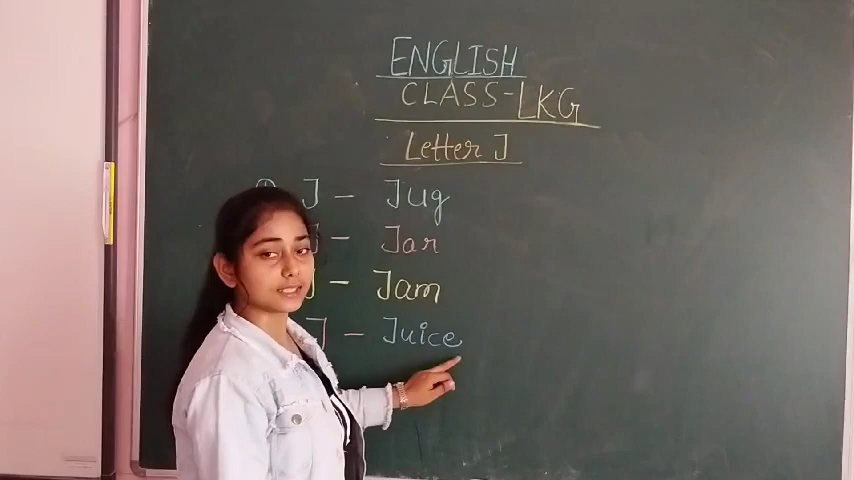 ENGLISH
CLASS-LKG
Letter J
J - Jug
J - Jar
J - Jam
J - Juice